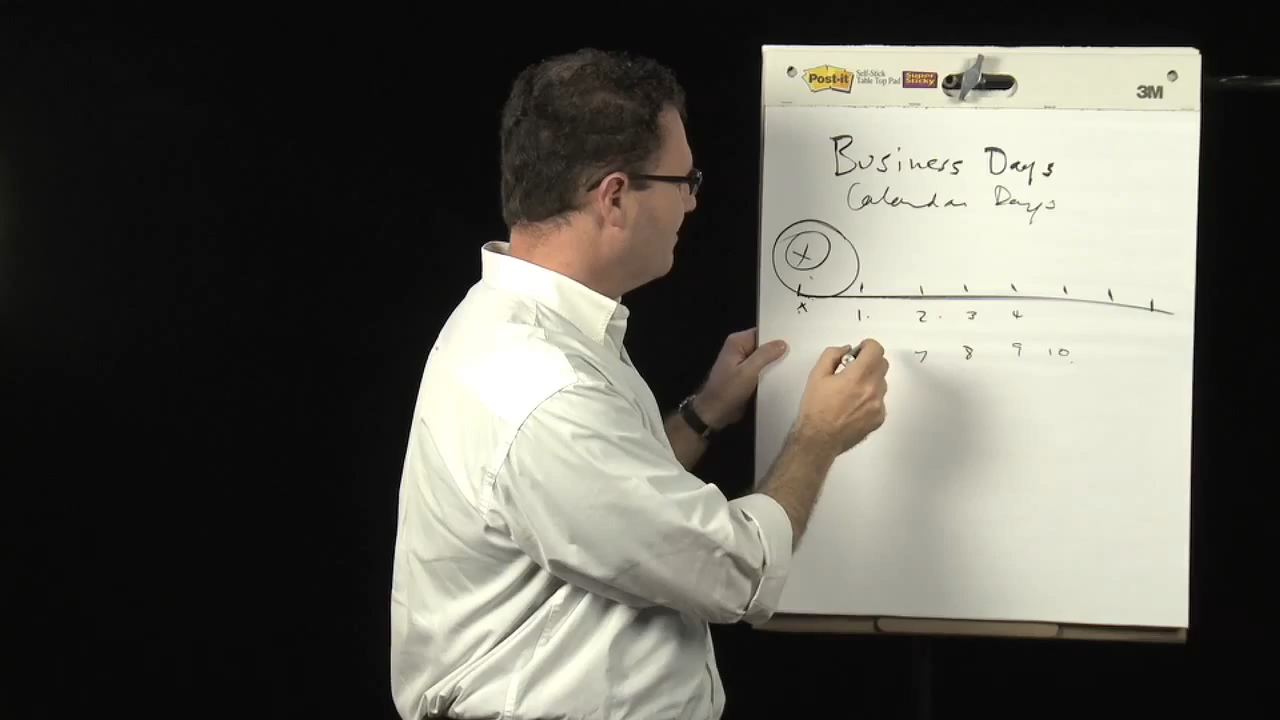 Post-it Self-Stick Super
Table Top Pad Sticky
3M
Business Days
Calendar Days
X
x 1. 2. 3 4
7 8 9 10.